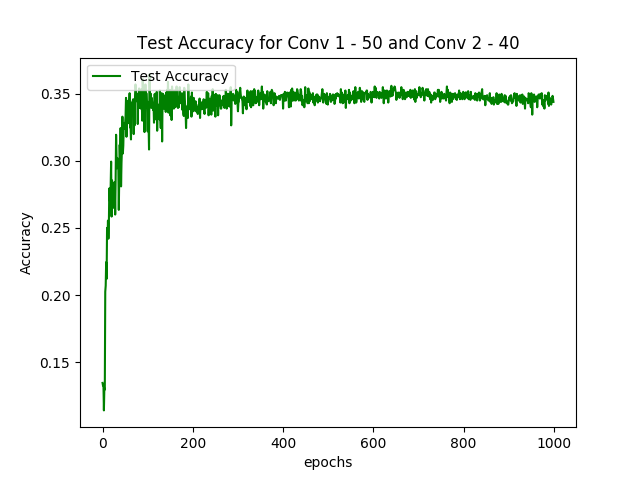 Test Accuracy for Conv 1 - 50 and Conv 2 - 40
Test Accuracy
0.35
0.30
0.25
0.20
0.15
Accuracy
0 200 400 600 800 1000
epochs